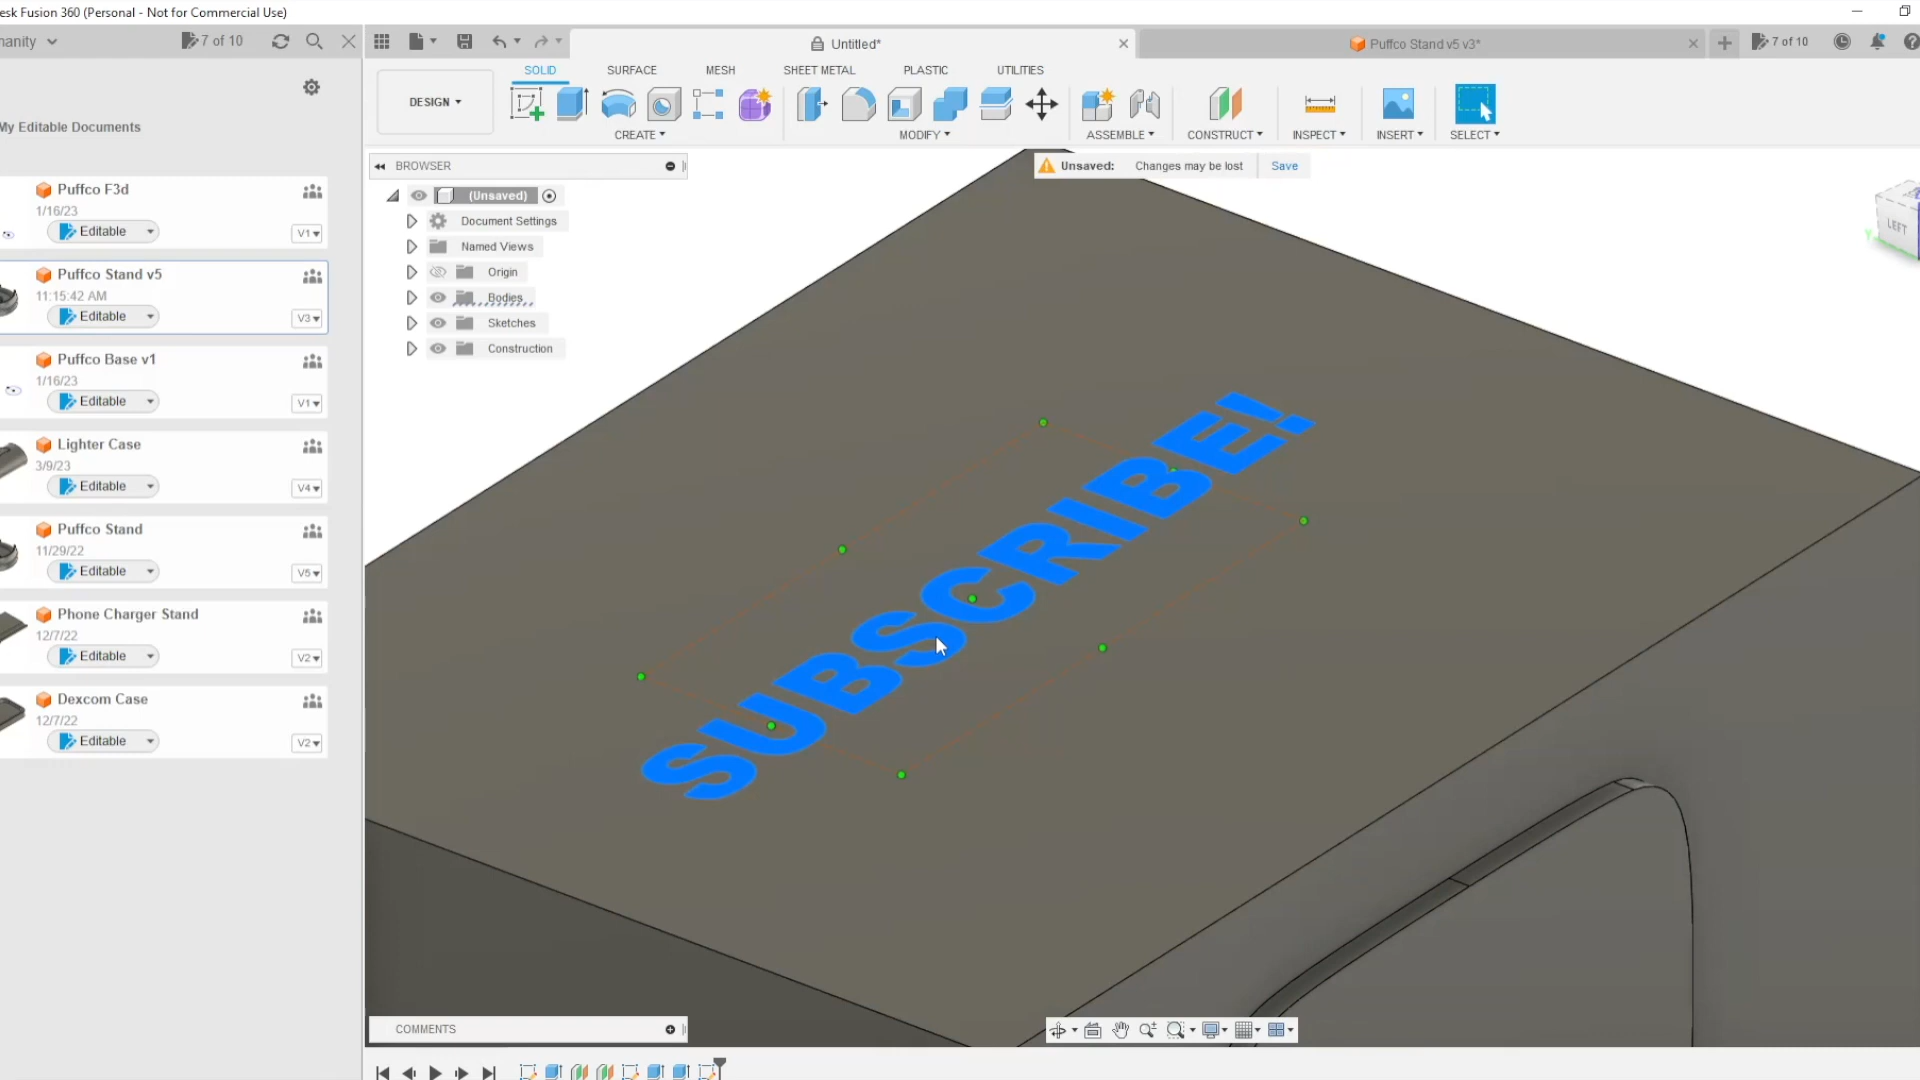 esk Fusion 360 (Personal - Not for Commercial Use)
manity
7 of 10
Untitled*
Puffco Stand v5 v3*
7 of 10
SOLID
SURFACE
MESH
SHEET METAL
PLASTIC
UTILITIES
DESIGN
CREATE
MODIFY
ASSEMBLE
CONSTRUCT
INSPECT
INSERT
SELECT
My Editable Documents
BROWSER
Unsaved: Changes may be lost Save
(Unsaved)
Document Settings
Named Views
Origin
Bodies
Sketches
Construction
Puffco F3d
1/16/23
Editable
V1
Puffco Stand v5
11:15:42 AM
Editable
V3
Puffco Base v1
1/16/23
Editable
V1
Lighter Case
3/9/23
Editable
V4
Puffco Stand
11/29/22
Editable
V5
Phone Charger Stand
12/7/22
Editable
V2
Dexcom Case
12/7/22
Editable
V2
LEFT
Y
SUBSCRIBE!
COMMENTS